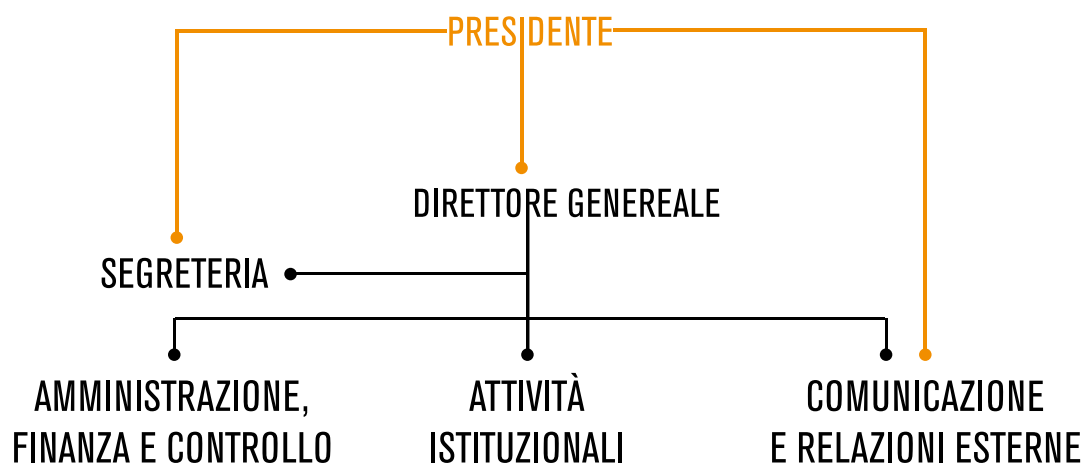 PRESIDENTE
DIRETTORE GENEREALE
SEGRETERIA
AMMINISTRAZIONE,
FINANZA E CONTROLLO
ATTIVITÀ
ISTITUZIONALI
COMUNICAZIONE
E RELAZIONI ESTERNE